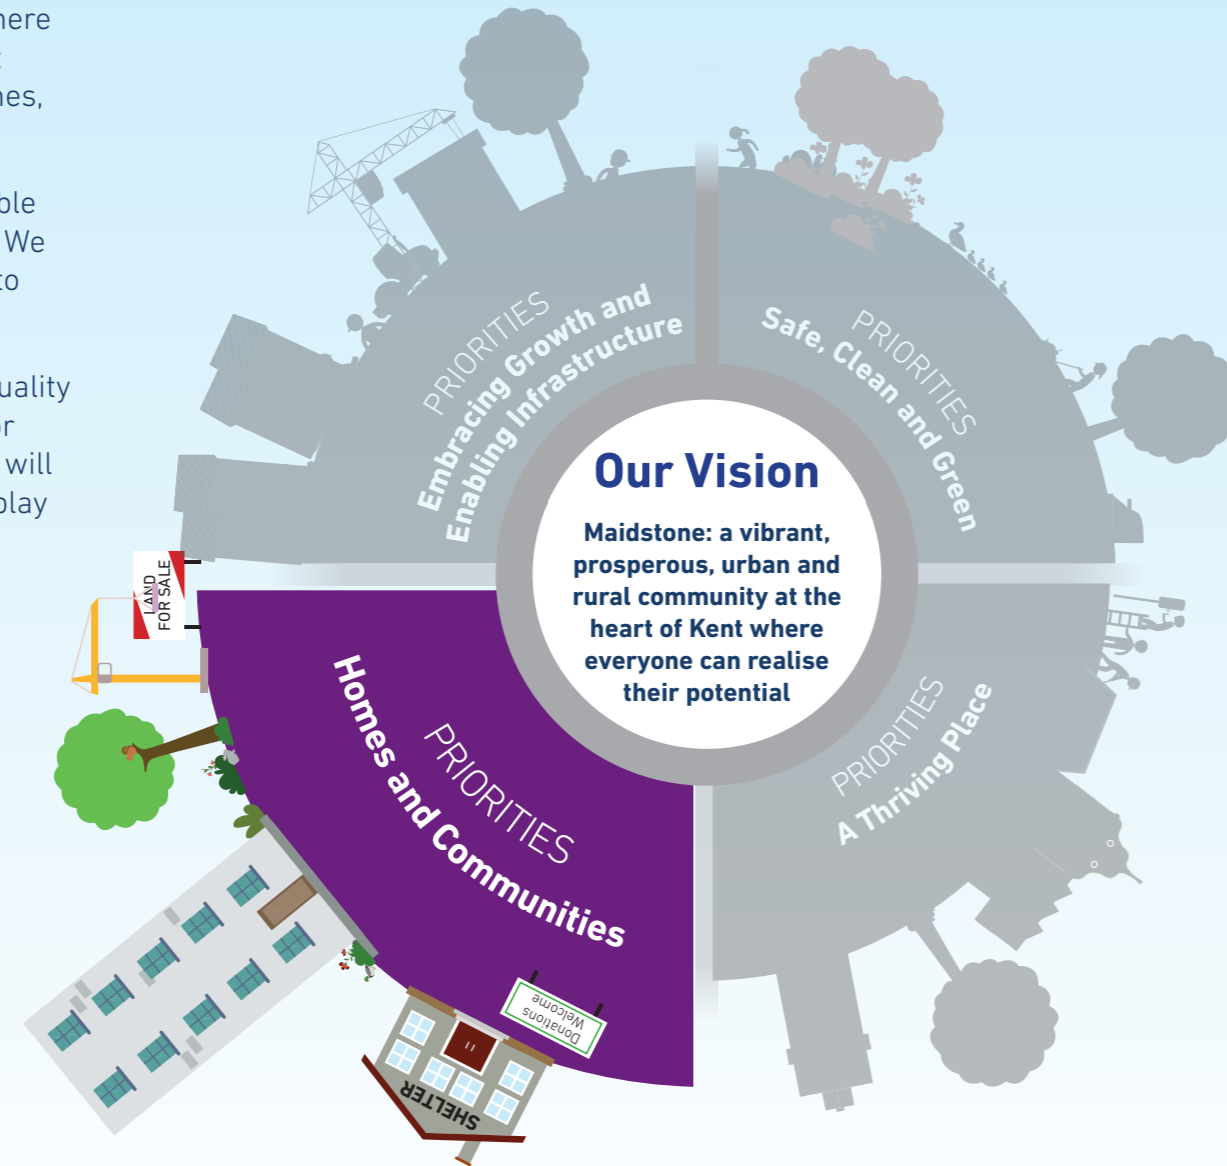 here
nes,
ble
We
to
uality
or
will
play
PRIORITIES
Embracing Growth and
Enabling Infrastructure
PRIORITIES
Safe, Clean and Green
Our Vision
Maidstone: a vibrant,
prosperous, urban and
rural community at the
heart of Kent where
everyone can realise
their potential
LAND
FOR SALE
PRIORITIES
Homes and Communities
PRIORITIES
A Thriving Place
Donations
Welcome
SHELTER